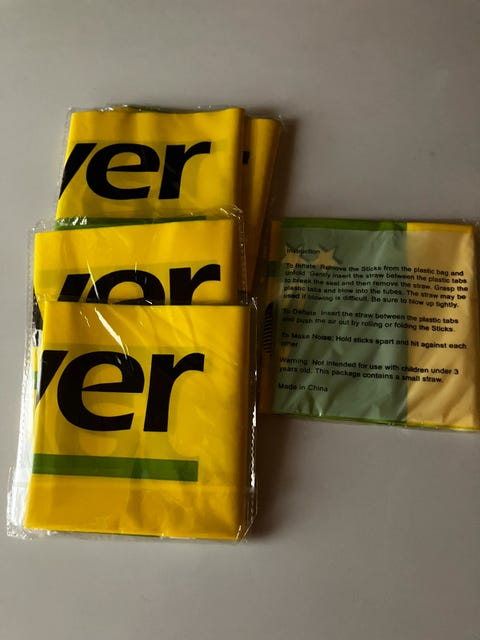 ver
er
ver
ver
Instruction
To Inflate: Remove the Sticks from the plastic bag and
unfold. Gently insert the straw between the plastic tabs
to break the seal and then remove the straw. Grasp the
plastic tabs and blow into the tubes. The straw may be
used if blowing is difficult. Be sure to blow up tightly.
To Deflate: Insert the straw between the plastic tabs
and push the air out by rolling or folding the Sticks.
To Make Noise: Hold sticks apart and hit against each
other
Warning: Not intended for use with children under 3
years old. This package contains a small straw.
Made in China